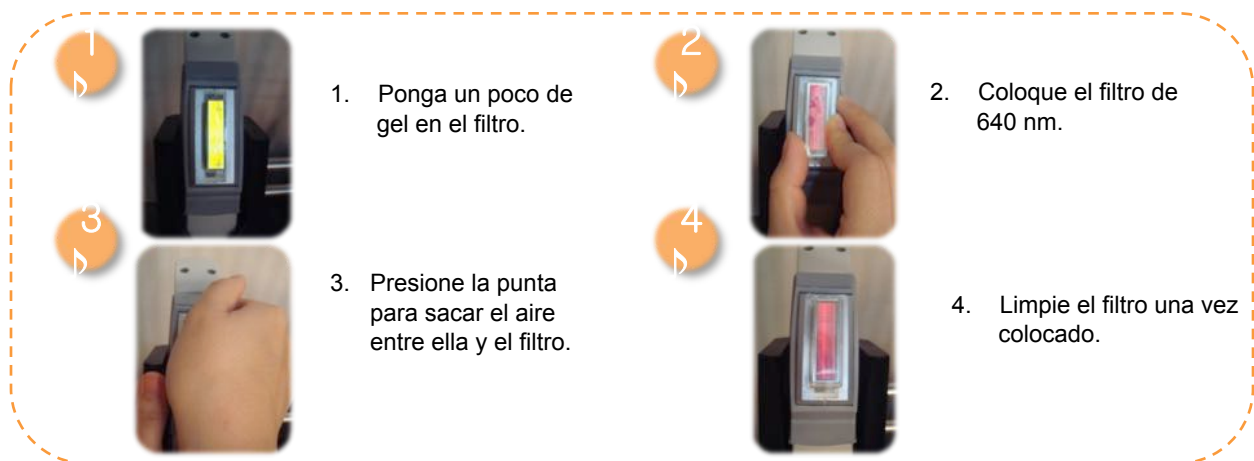 1
♪
1. Ponga un poco de
gel en el filtro.
2
♪
2. Coloque el filtro de
640 nm.
3
♪
3. Presione la punta
para sacar el aire
entre ella y el filtro.
4
♪
4. Limpie el filtro una vez
colocado.